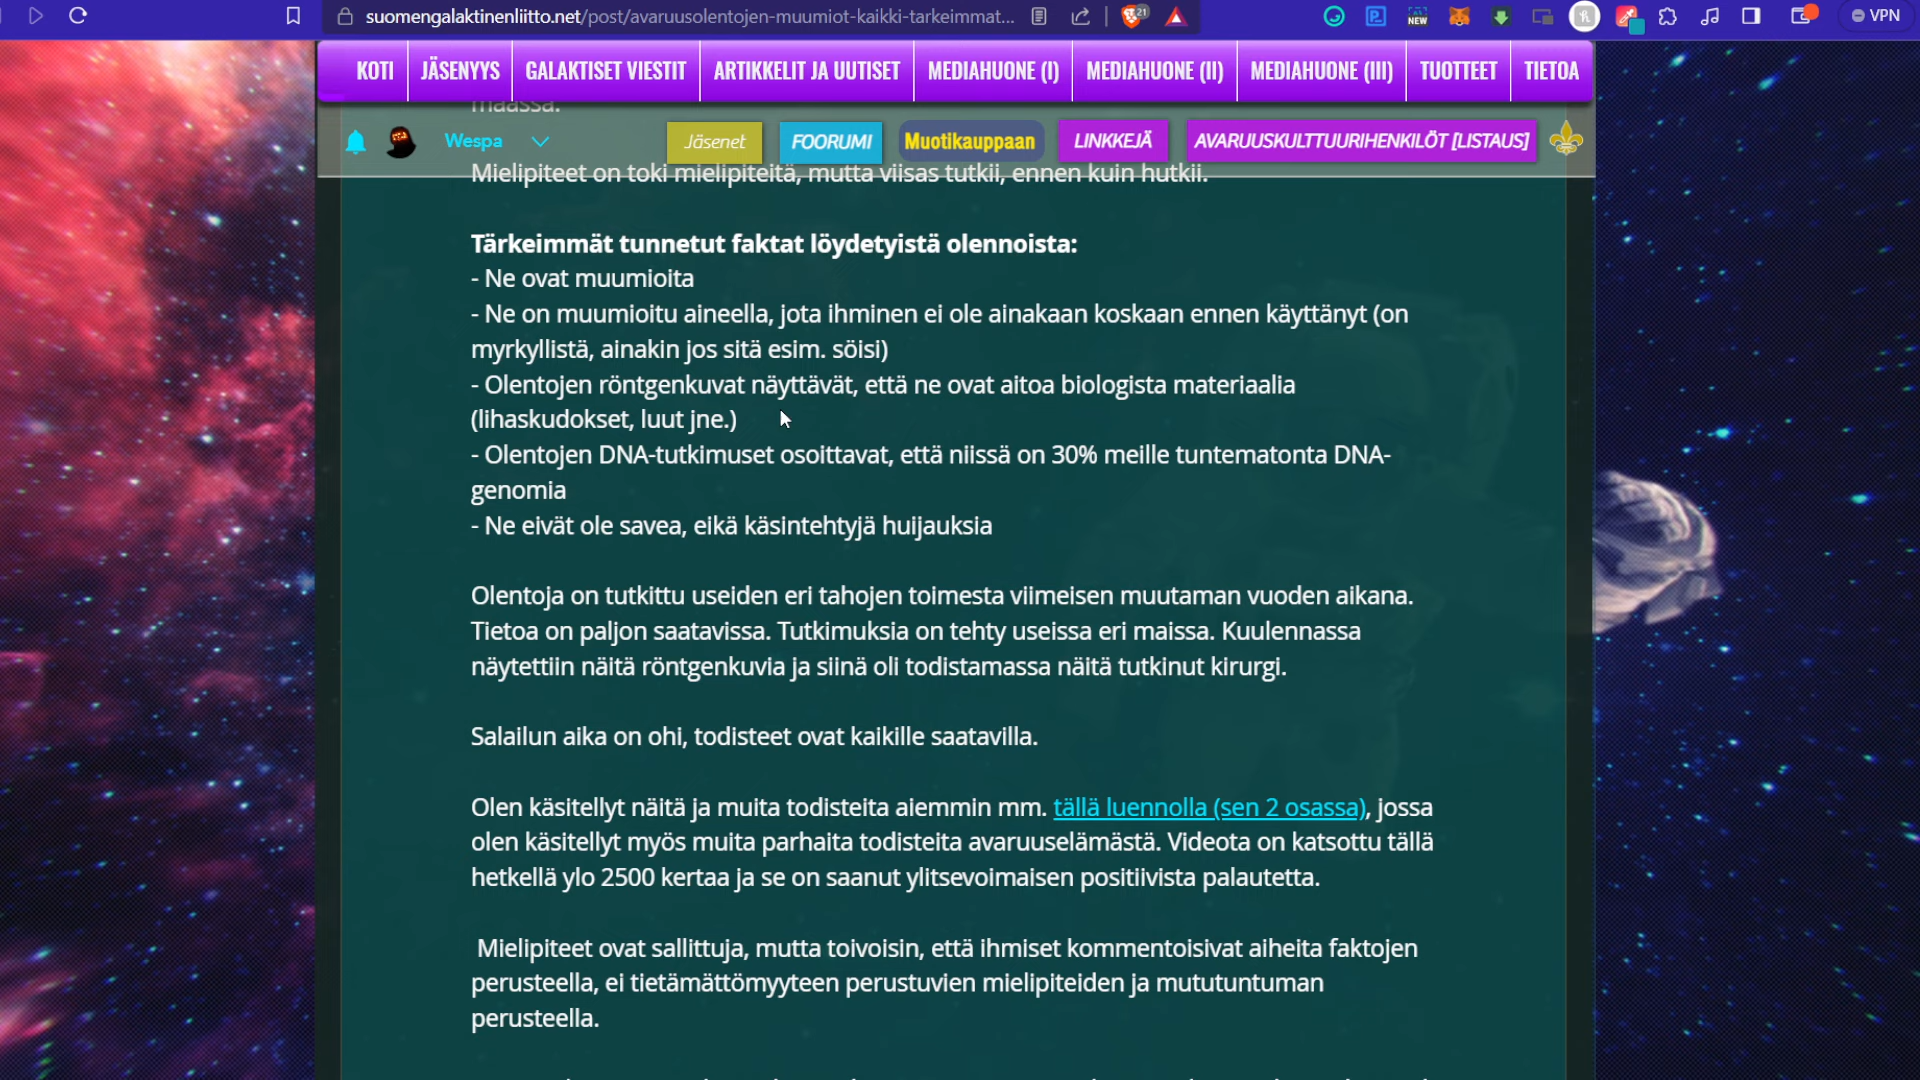 suomengalaktinenliitto.net/post/avaruusolentojen-muumiot-kaikki-tarkeimmat...
21
NEW
VPN
KOTI
JÄSENYYS
GALAKTISET VIESTIT
ARTIKKELIT JA UUTISET
MEDIAHUONE (I)
MEDIAHUONE (II)
MEDIAHUONE (III)
TUOTTEET
TIETOA
maassa.
Wespa
Jäsenet
FOORUMI
Muotikauppaan
LINKKEJÄ
AVARUUSKULTTUURIHENKILÖT [LISTAUS]
Mielipiteet on toki mielipiteitä, mutta viisas tutkii, ennen kuin hutkii.
Tärkeimmät tunnetut faktat löydetyistä olennoista:
- Ne ovat muumioita
- Ne on muumioitu aineella, jota ihminen ei ole ainakaan koskaan ennen käyttänyt (on
myrkyllistä, ainakin jos sitä esim. söisi)
- Olentojen röntgenkuvat näyttävät, että ne ovat aitoa biologista materiaalia
(lihaskudokset, luut jne.)
- Olentojen DNA-tutkimuset osoittavat, että niissä on 30% meille tuntematonta DNA-
genomia
- Ne eivät ole savea, eikä käsintehtyjä huijauksia
Olentoja on tutkittu useiden eri tahojen toimesta viimeisen muutaman vuoden aikana.
Tietoa on paljon saatavissa. Tutkimuksia on tehty useissa eri maissa. Kuulennassa
näytettiin näitä röntgenkuvia ja siinä oli todistamassa näitä tutkinut kirurgi.
Salailun aika on ohi, todisteet ovat kaikille saatavilla.
Olen käsitellyt näitä ja muita todisteita aiemmin mm. tällä luennolla (sen 2 osassa), jossa
olen käsitellyt myös muita parhaita todisteita avaruuselämästä. Videota on katsottu tällä
hetkellä ylo 2500 kertaa ja se on saanut ylitsevoimaisen positiivista palautetta.
Mielipiteet ovat sallittuja, mutta toivoisin, että ihmiset kommentoisivat aiheita faktojen
perusteella, ei tietämättömyyteen perustuvien mielipiteiden ja mututuntuman
perusteella.